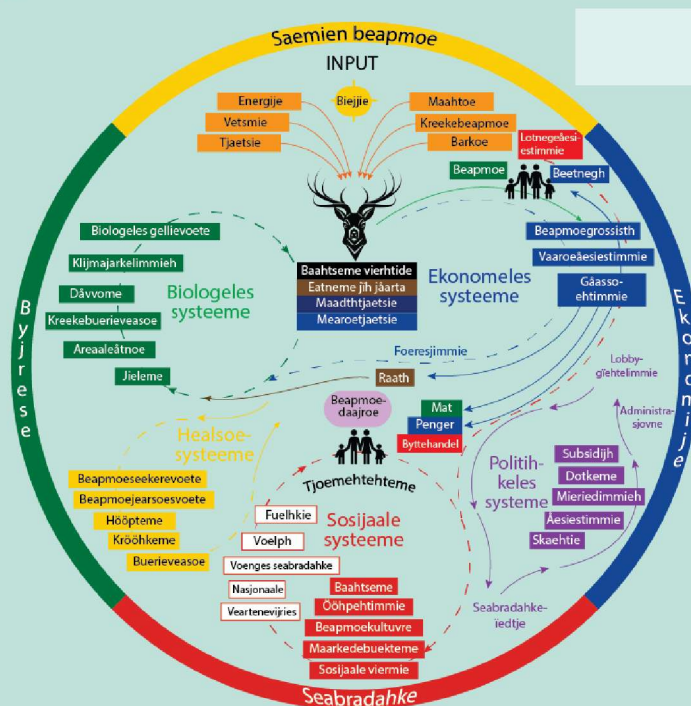 Saemien beapmoe
INPUT
Biejjie
Energije
Vetsmie
Tjaetsie
Maahtoe
Kreekebeapmoe
Barkoe
Lotnegeåesi-
estimmie
Beapmoe
Beetnegh
Beapmoegrossisth
Vaaroeåesiestimmie
Gåasso-
ehtimmie
Baahtseme vierhtide
Eatneme jïh jåarta
Maadthtjaetsie
Mearoetjaetsie
Biologeles gellievoete
Klijmajarkelimmieh
Dåvvome
Kreekebuerieveasoe
Areaaleåtnoe
Jieleme
Biologeles
systeeme
Ekonomeles
systeeme
Byjrese
Ekonomije
Foeresjimmie
Raath
Mat
Penger
Byttehandel
Lobby-
gïehtelimmie
Administra-
sjovne
Beapmoe-
daajroe
Healsoe-
systeeme
Beapmoeseekerevoete
Beapmoejearsoesvoete
Hööpteme
Krööhkeme
Buerieveasoe
Tjoemehtehteme
Fuelhkie
Voelph
Voenges seabradahke
Nasjonaale
Veartenevijries
Sosijaale
systeeme
Baahtseme
Ööhpehtimmie
Beapmoekultuvre
Maarkedebuekteme
Sosijaale viermie
Politih-
keles
systeme
Subsidijh
Dotkeme
Mieriedimmieh
Åesiestimmie
Skaehtie
Seabradahke-
ïedtje
Seabradahke